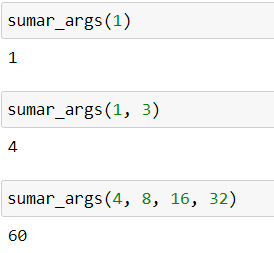 sumar_args(1)
1
sumar_args(1, 3)
4
sumar_args(4, 8, 16, 32)
60